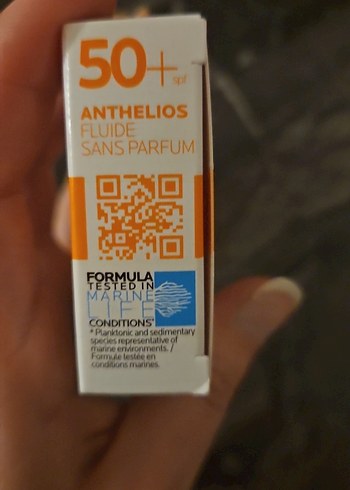 50+ spf
ANTHELIOS
FLUIDE
SANS PARFUM
FORMULA
TESTED IN
MARINE
LIFE
CONDITIONS*
* Planktonic and sedimentary
species representative of
marine environments. /
Formule testée en
conditions marines.